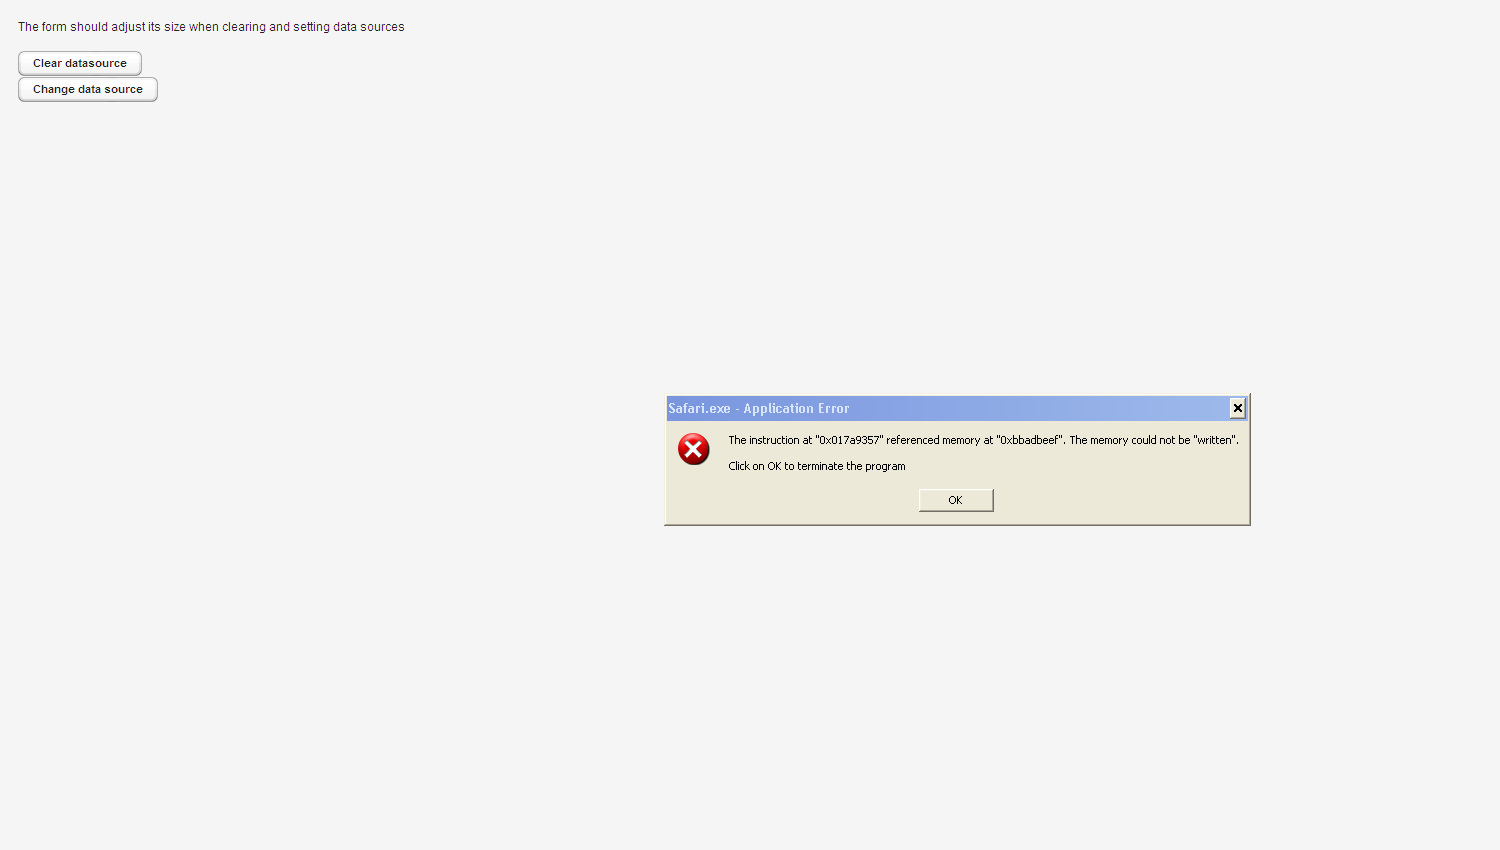 The form should adjust its size when clearing and setting data sources
Clear datasource
Change data source
Safari.exe - Application Error
The instruction at "0x017a9357" referenced memory at "0xbbadbeef". The memory could not be "written".
Click on OK to terminate the program
OK